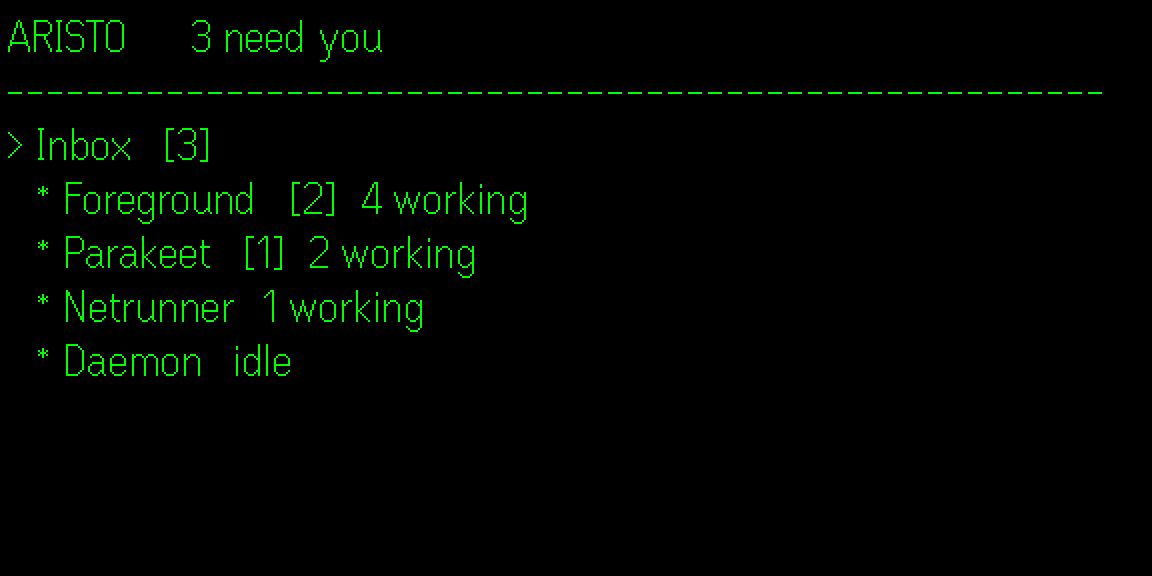 ARISTO 3 need you
> Inbox [3]
* Foreground [2] 4 working
* Parakeet [1] 2 working
* Netrunner 1 working
* Daemon idle